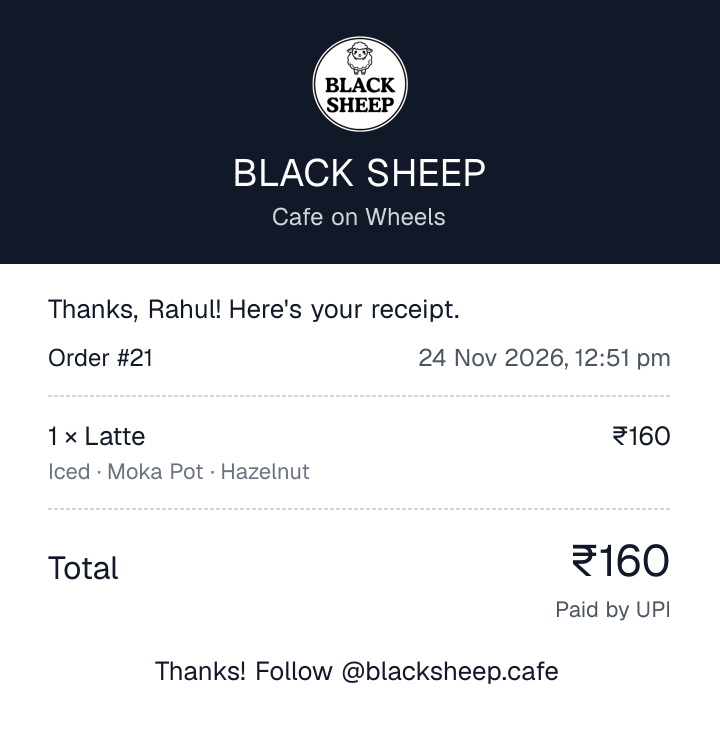 BLACK
SHEEP
BLACK SHEEP
Cafe on Wheels
Thanks, Rahul! Here's your receipt.
Order #21 24 Nov 2026, 12:51 pm
1 × Latte ₹160
Iced · Moka Pot · Hazelnut
Total ₹160
Paid by UPI
Thanks! Follow @blacksheep.cafe